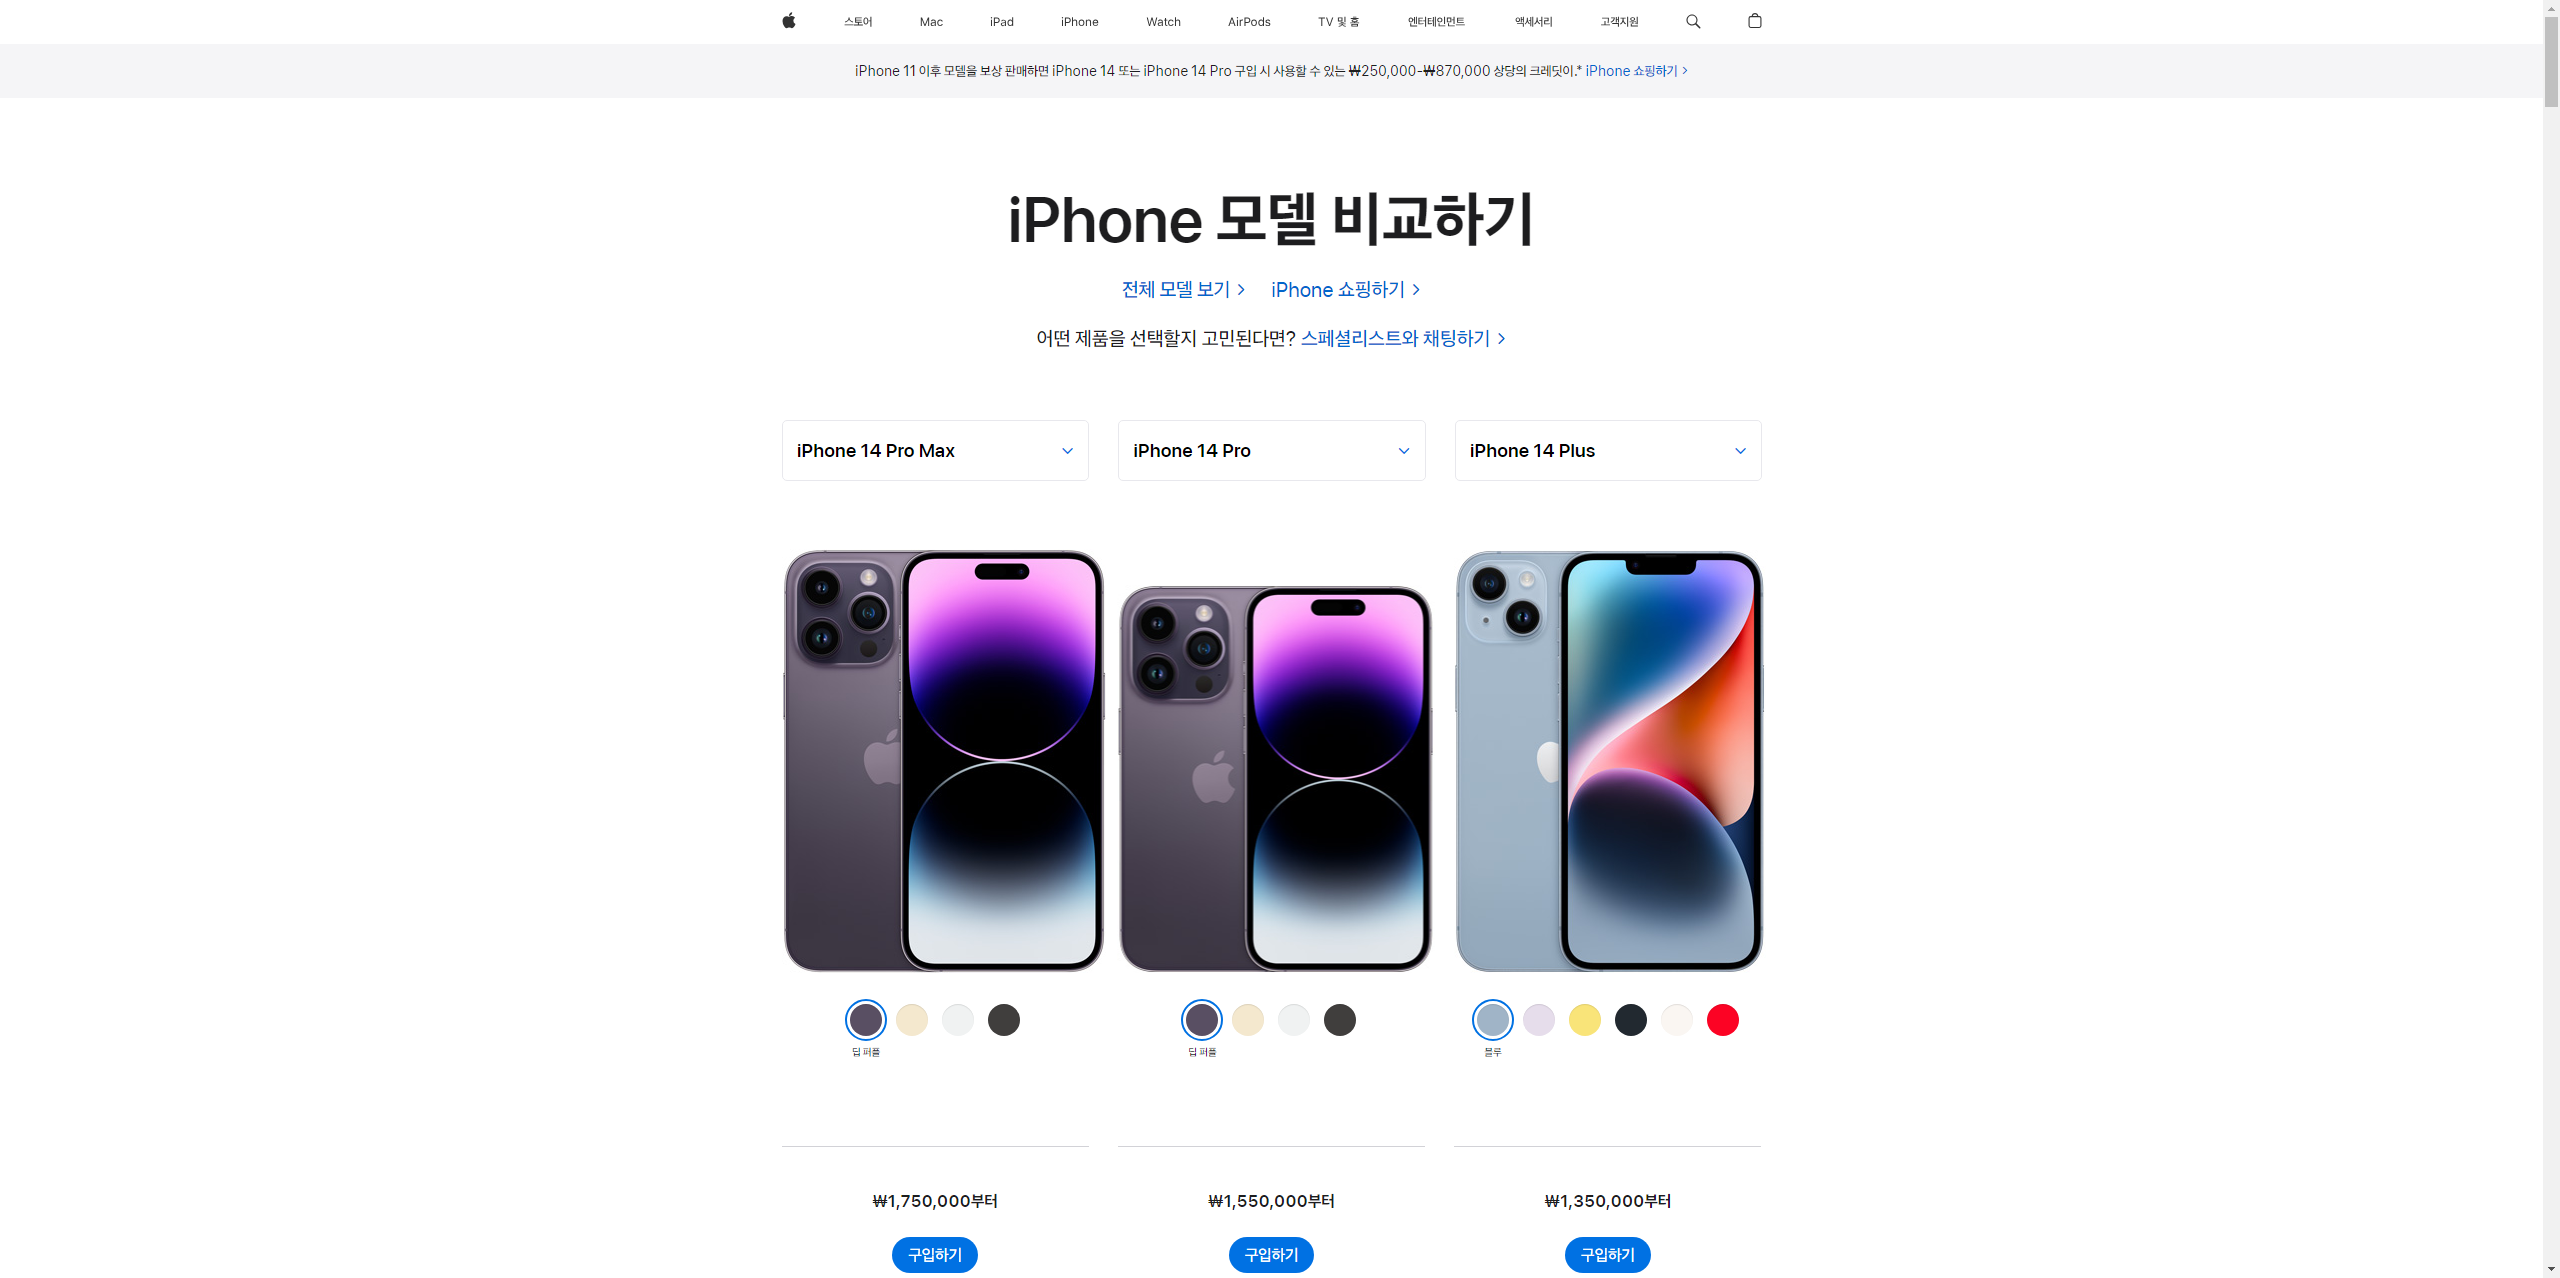 스토어
Mac
iPad
iPhone
Watch
AirPods
TV 및 홈
엔터테인먼트
액세서리
고객지원
iPhone 11 이후 모델을 보상 판매하면 iPhone 14 또는 iPhone 14 Pro 구입 시 사용할 수 있는 ₩250,000-₩870,000 상당의 크레딧이.* iPhone 쇼핑하기 >
iPhone 모델 비교하기
전체 모델 보기 > iPhone 쇼핑하기 >
어떤 제품을 선택할지 고민된다면? 스페셜리스트와 채팅하기 >
iPhone 14 Pro Max
iPhone 14 Pro
iPhone 14 Plus
딥 퍼플
딥 퍼플
블루
₩1,750,000부터
₩1,550,000부터
₩1,350,000부터
구입하기
구입하기
구입하기